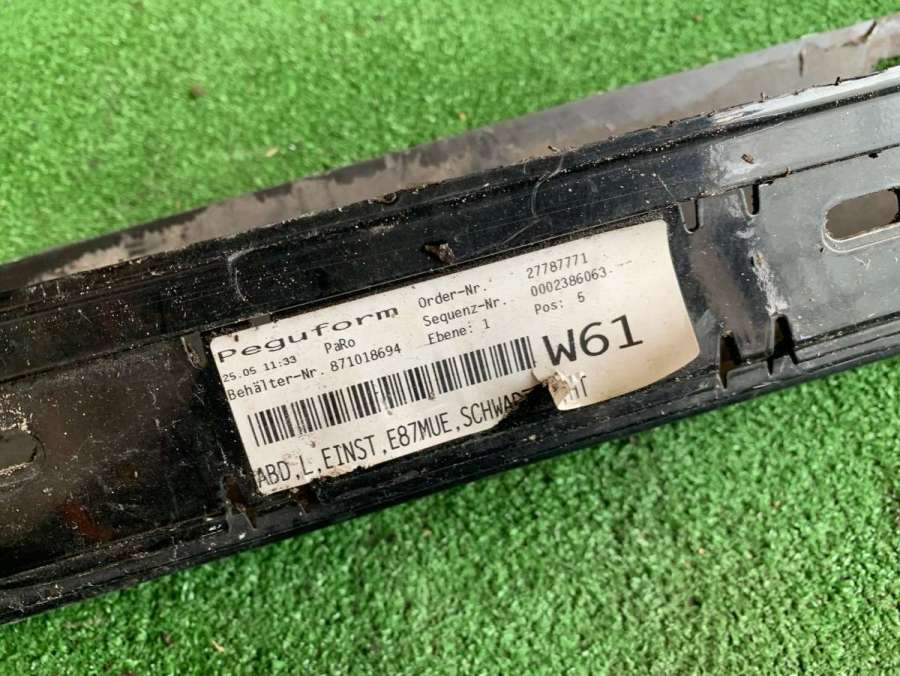 Peguform
Order-Nr. 27787771
25.05 11:33 PaRo
Sequenz-Nr. 0002386063
Behälter-Nr. 871018694
Ebene: 1 Pos: 5
W61
ABD,L,EINST,E87MUE,SCHWA